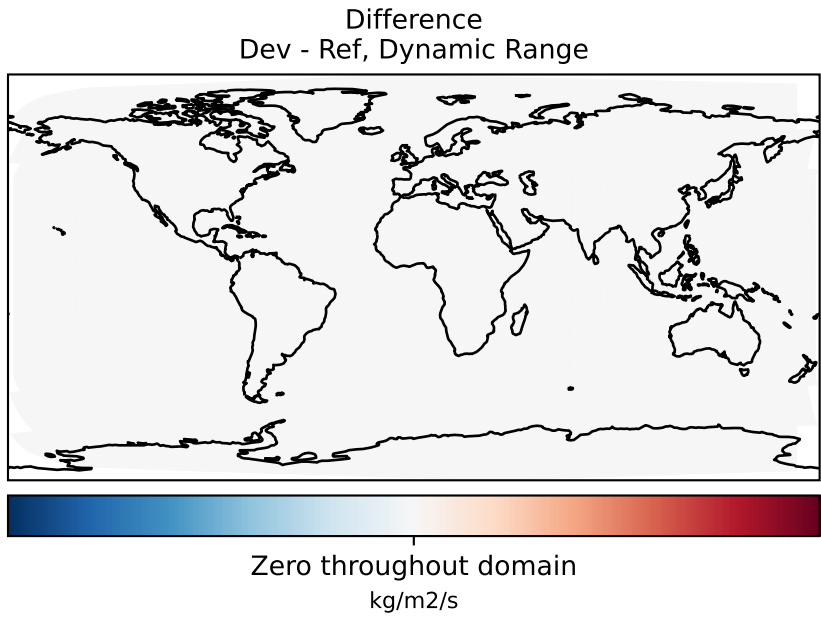 Difference
Dev - Ref, Dynamic Range
Zero throughout domain
kg/m2/s